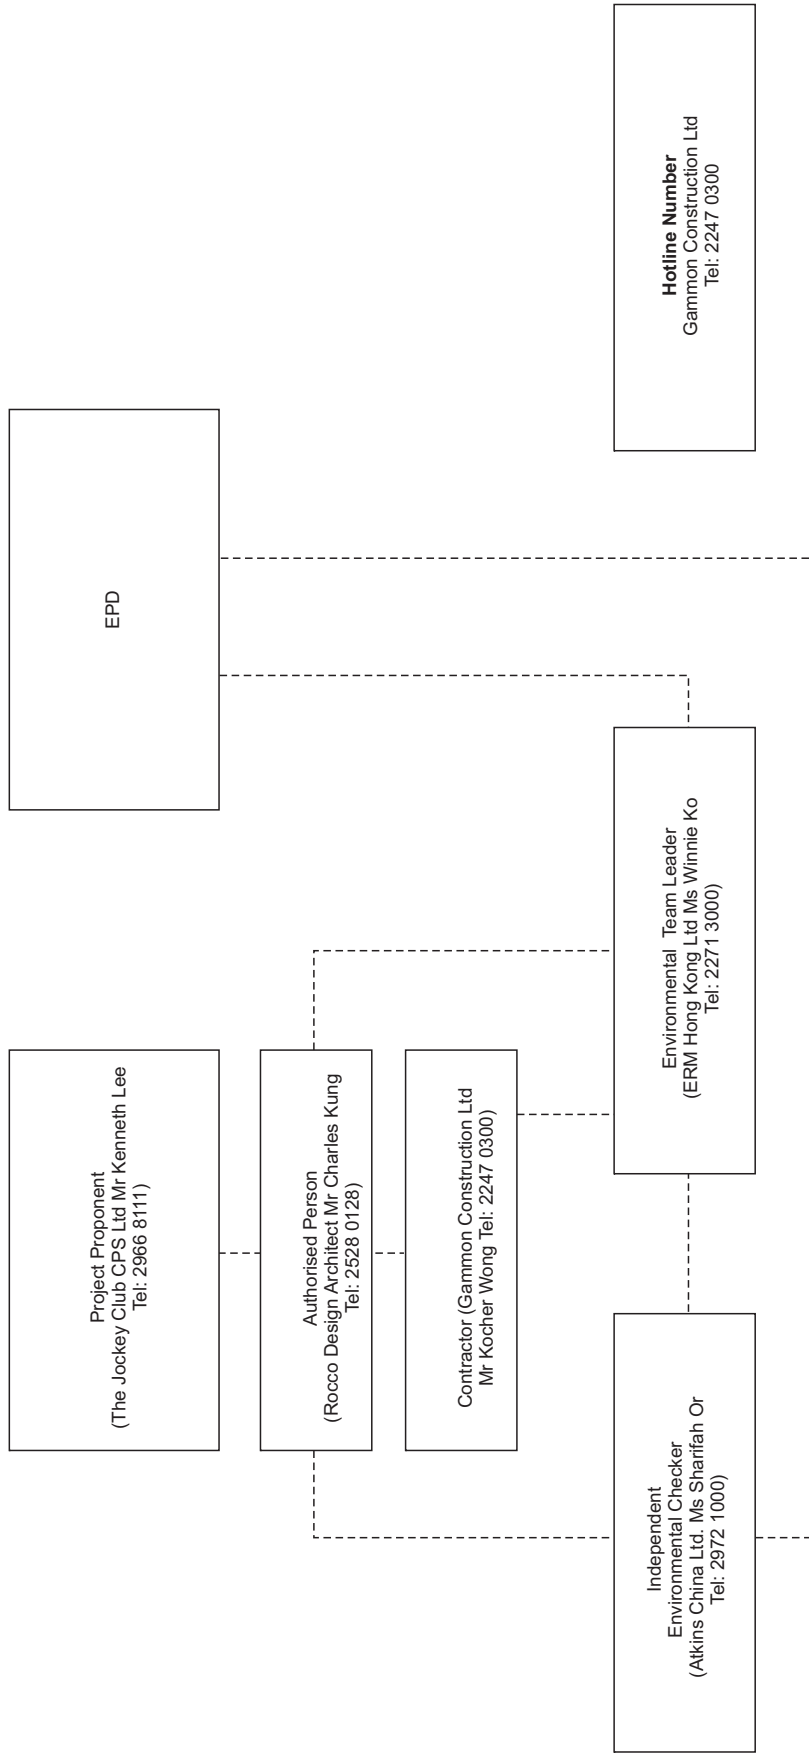 Project Proponent
(The Jockey Club CPS Ltd Mr Kenneth Lee
Tel: 2966 8111)
EPD
Authorised Person
(Rocco Design Architect Mr Charles Kung
Tel: 2528 0128)
Contractor (Gammon Construction Ltd
Mr Kocher Wong Tel: 2247 0300)
Independent
Environmental Checker
(Atkins China Ltd. Ms Sharifah Or
Tel: 2972 1000)
Environmental Team Leader
(ERM Hong Kong Ltd Ms Winnie Ko
Tel: 2271 3000)
Hotline Number
Gammon Construction Ltd
Tel: 2247 0300